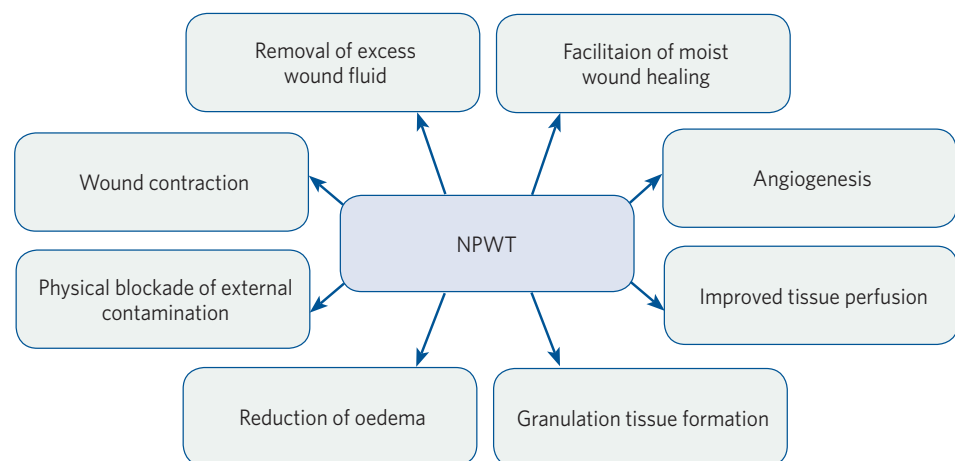 Removal of excess
wound fluid
Facilitaion of moist
wound healing
Wound contraction
Angiogenesis
NPWT
Physical blockade of external
contamination
Improved tissue perfusion
Reduction of oedema
Granulation tissue formation